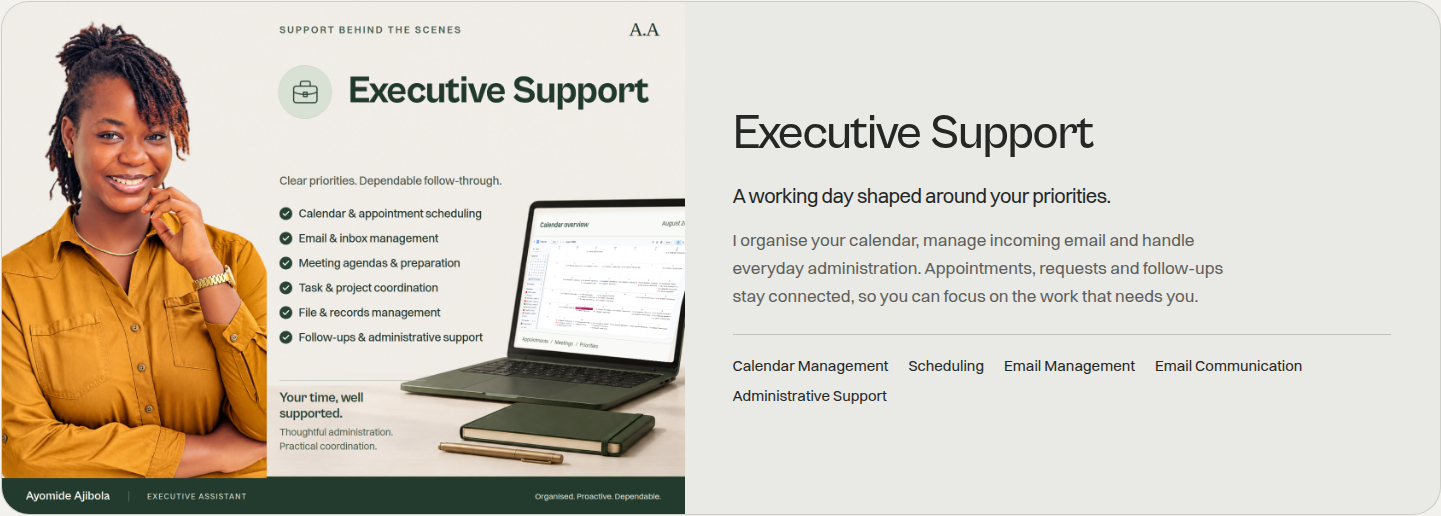 SUPPORT BEHIND THE SCENES
A.A
Executive Support
Clear priorities. Dependable follow-through.
Calendar & appointment scheduling
Email & inbox management
Meeting agendas & preparation
Task & project coordination
File & records management
Follow-ups & administrative support
Calendar overview
Appointments / Meetings / Priorities
Your time, well
supported.
Thoughtful administration.
Practical coordination.
Ayomide Ajibola
EXECUTIVE ASSISTANT
Organised. Proactive. Dependable.
Executive Support
A working day shaped around your priorities.
I organise your calendar, manage incoming email and handle
everyday administration. Appointments, requests and follow-ups
stay connected, so you can focus on the work that needs you.
Calendar Management Scheduling Email Management Email Communication
Administrative Support